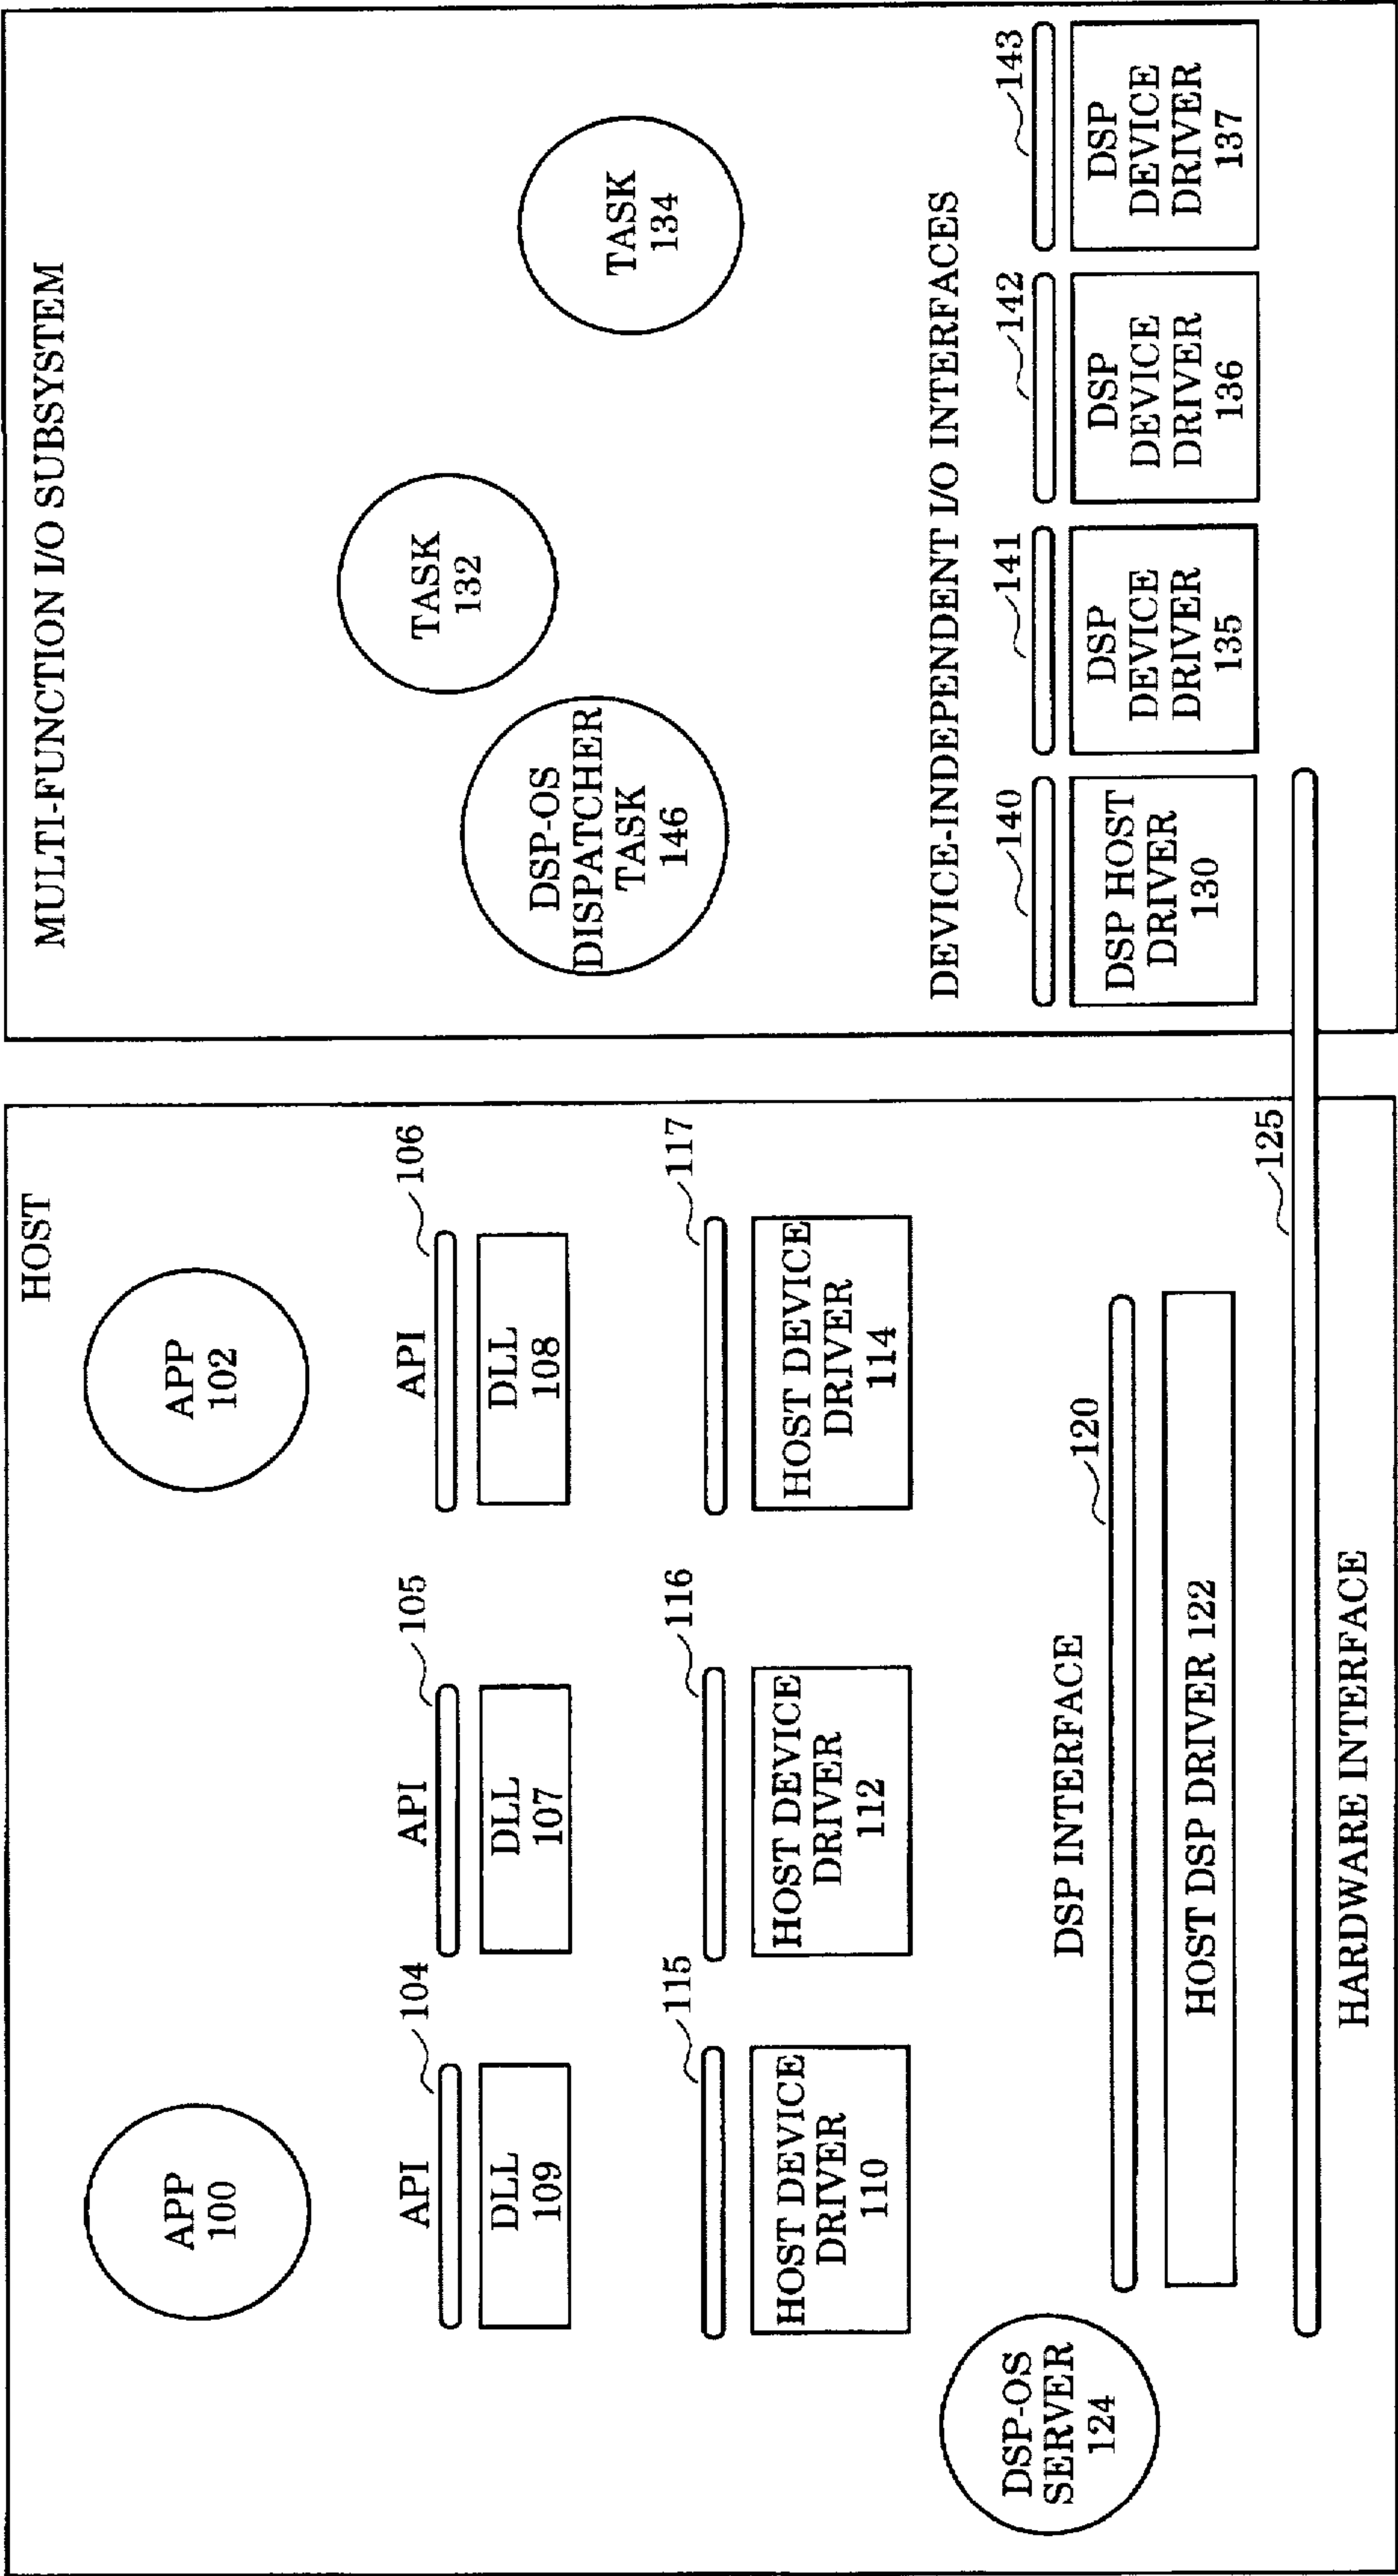 HOST
APP
100
APP
102
API
104
API
105
API
106
DLL
109
DLL
107
DLL
108
115
116
117
HOST DEVICE
DRIVER
110
HOST DEVICE
DRIVER
112
HOST DEVICE
DRIVER
114
DSP-OS
SERVER
124
DSP INTERFACE
120
HOST DSP DRIVER 122
125
HARDWARE INTERFACE
MULTI-FUNCTION I/O SUBSYSTEM
TASK
132
DSP-OS
DISPATCHER
TASK
146
TASK
134
DEVICE-INDEPENDENT I/O INTERFACES
140
141
142
143
DSP HOST
DRIVER
130
DSP
DEVICE
DRIVER
135
DSP
DEVICE
DRIVER
136
DSP
DEVICE
DRIVER
137